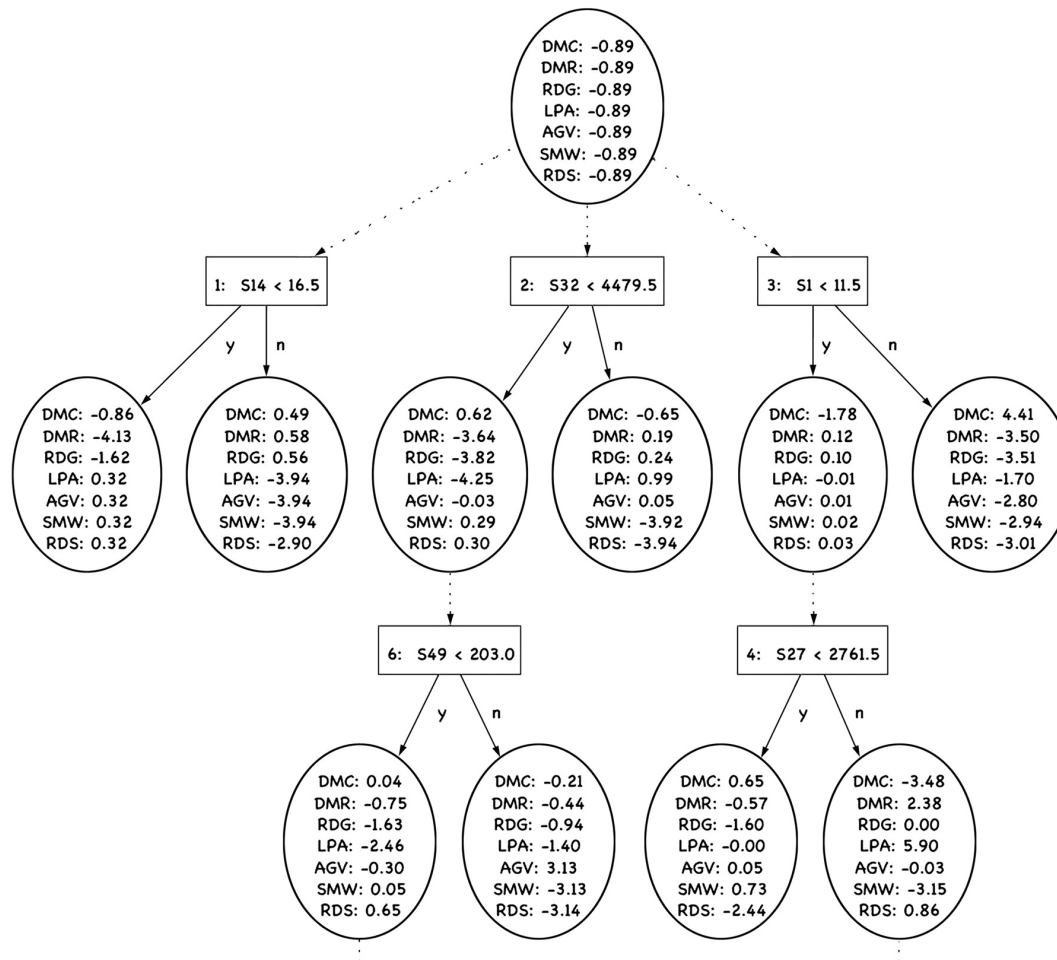 DMC: -0.89
DMR: -0.89
RDG: -0.89
LPA: -0.89
AGV: -0.89
SMW: -0.89
RDS: -0.89
1: S14 < 16.5
2: S32 < 4479.5
3: S1 < 11.5
y
n
y
n
y
n
DMC: -0.86
DMR: -4.13
RDG: -1.62
LPA: 0.32
AGV: 0.32
SMW: 0.32
RDS: 0.32
DMC: 0.49
DMR: 0.58
RDG: 0.56
LPA: -3.94
AGV: -3.94
SMW: -3.94
RDS: -2.90
DMC: 0.62
DMR: -3.64
RDG: -3.82
LPA: -4.25
AGV: -0.03
SMW: 0.29
RDS: 0.30
DMC: -0.65
DMR: 0.19
RDG: 0.24
LPA: 0.99
AGV: 0.05
SMW: -3.92
RDS: -3.94
DMC: -1.78
DMR: 0.12
RDG: 0.10
LPA: -0.01
AGV: 0.01
SMW: 0.02
RDS: 0.03
DMC: 4.41
DMR: -3.50
RDG: -3.51
LPA: -1.70
AGV: -2.80
SMW: -2.94
RDS: -3.01
6: S49 < 203.0
4: S27 < 2761.5
y
n
y
n
DMC: 0.04
DMR: -0.75
RDG: -1.63
LPA: -2.46
AGV: -0.30
SMW: 0.05
RDS: 0.65
DMC: -0.21
DMR: -0.44
RDG: -0.94
LPA: -1.40
AGV: 3.13
SMW: -3.13
RDS: -3.14
DMC: 0.65
DMR: -0.57
RDG: -1.60
LPA: -0.00
AGV: 0.05
SMW: 0.73
RDS: -2.44
DMC: -3.48
DMR: 2.38
RDG: 0.00
LPA: 5.90
AGV: -0.03
SMW: -3.15
RDS: 0.86